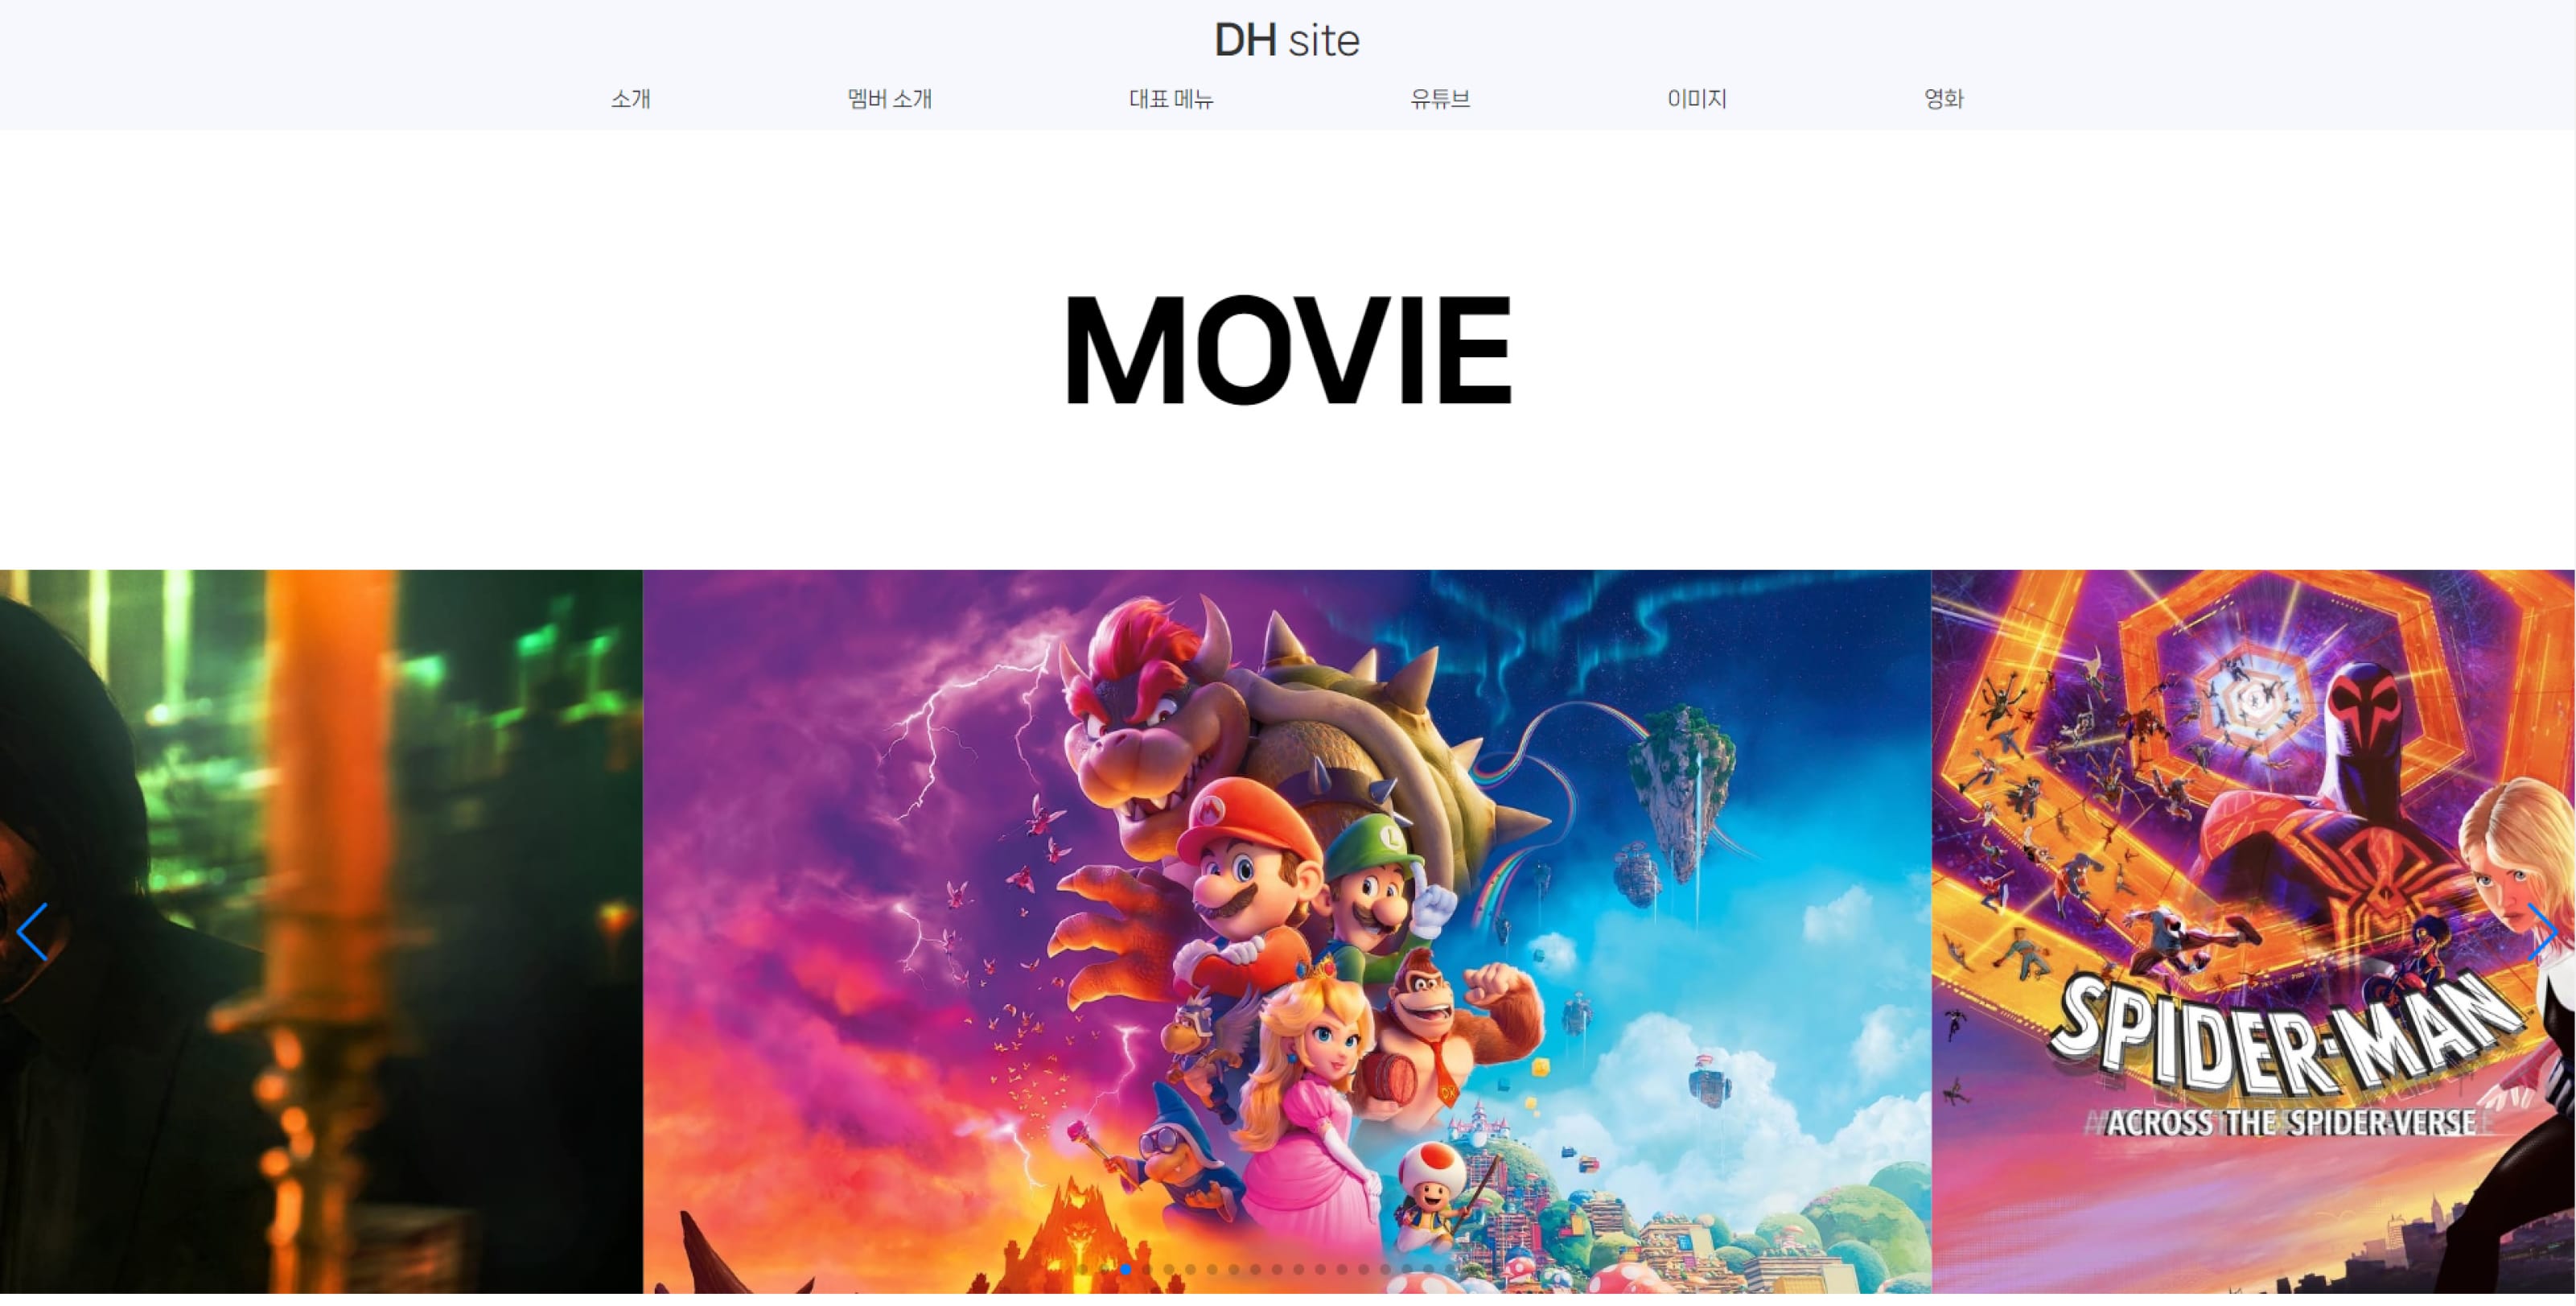 DH site
소개 멤버 소개 대표 메뉴 유튜브 이미지 영화
MOVIE
M
L
DK
SPIDER-MAN
ACROSS THE SPIDER-VERSE